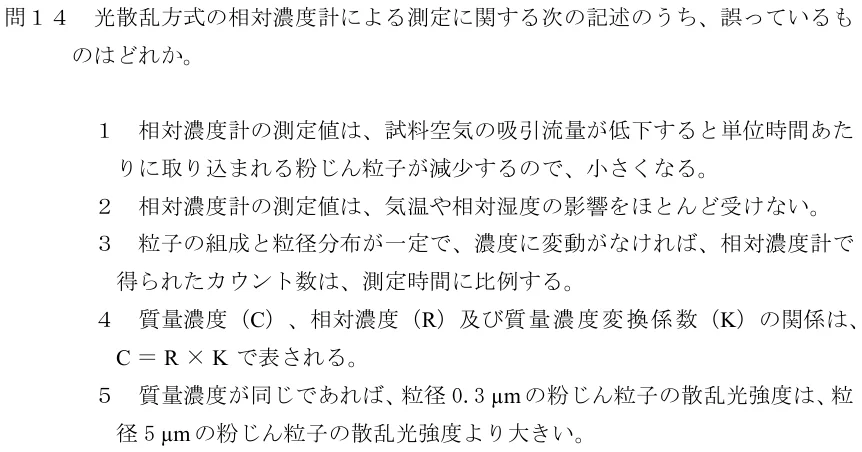 問１４　光散乱方式の相対濃度計による測定に関する次の記述のうち、誤っているも
のはどれか。
１　相対濃度計の測定値は、試料空気の吸引流量が低下すると単位時間あた
りに取り込まれる粉じん粒子が減少するので、小さくなる。
２　相対濃度計の測定値は、気温や相対湿度の影響をほとんど受けない。
３　粒子の組成と粒径分布が一定で、濃度に変動がなければ、相対濃度計で
得られたカウント数は、測定時間に比例する。
４　質量濃度（C）、相対濃度（R）及び質量濃度変換係数（K）の関係は、
C ＝ R × K で表される。
５　質量濃度が同じであれば、粒径 0.3 µm の粉じん粒子の散乱光強度は、粒
径 5 µm の粉じん粒子の散乱光強度より大きい。